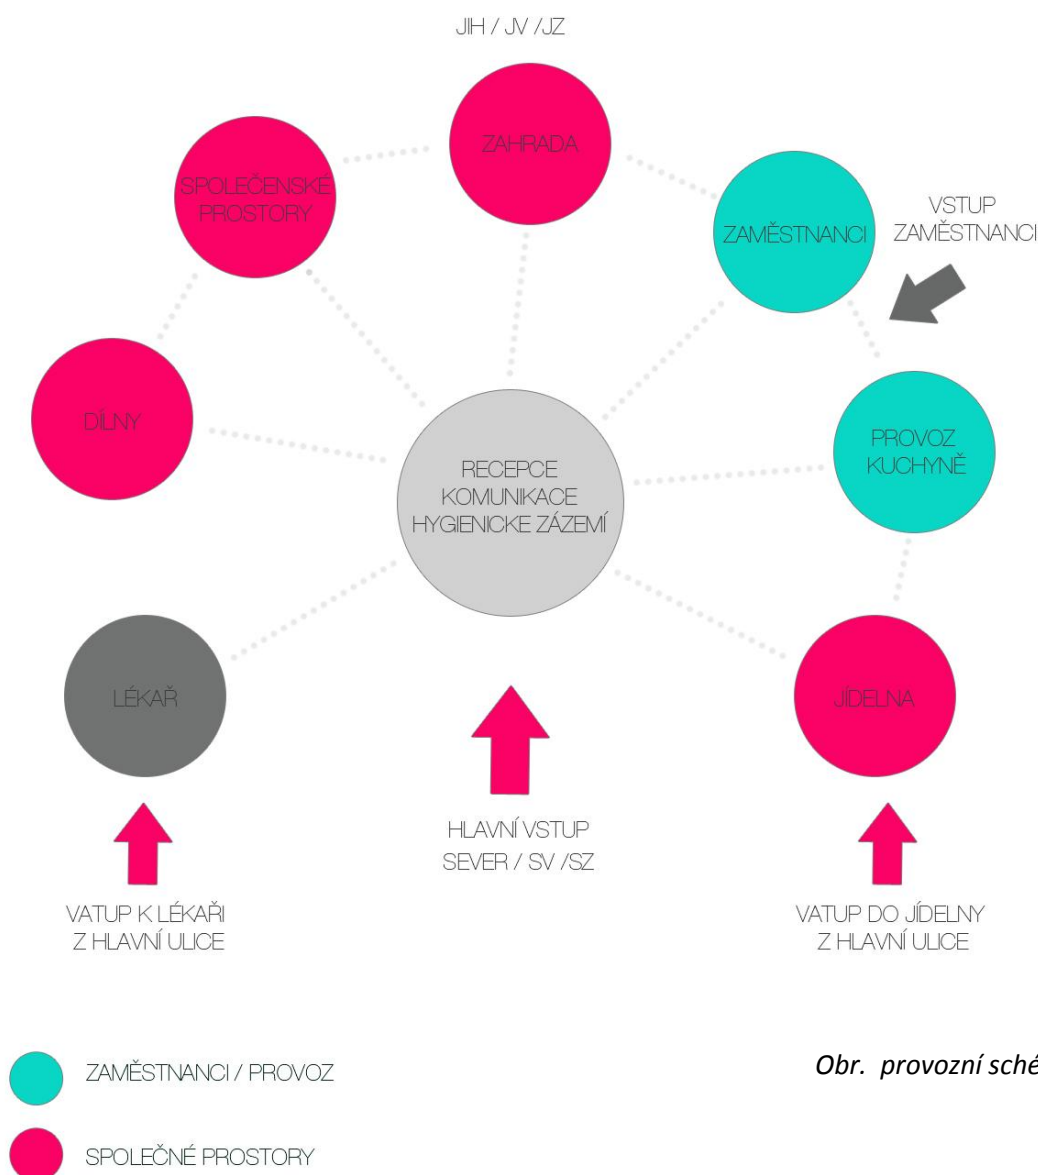 JIH / JV /JZ
ZAHRADA
SPOLEČENSKÉ
PROSTORY
ZAMĚSTNANCI
VSTUP
ZAMĚSTNANCI
DÍLNY
PROVOZ
KUCHYNĚ
RECEPCE
KOMUNIKACE
HYGIENICKE ZÁZEMÍ
LÉKAŘ
JÍDELNA
HLAVNÍ VSTUP
SEVER / SV /SZ
VATUP K LÉKAŘI
Z HLAVNÍ ULICE
VATUP DO JÍDELNY
Z HLAVNÍ ULICE
ZAMĚSTNANCI / PROVOZ
Obr. provozní sché
SPOLEČNÉ PROSTORY